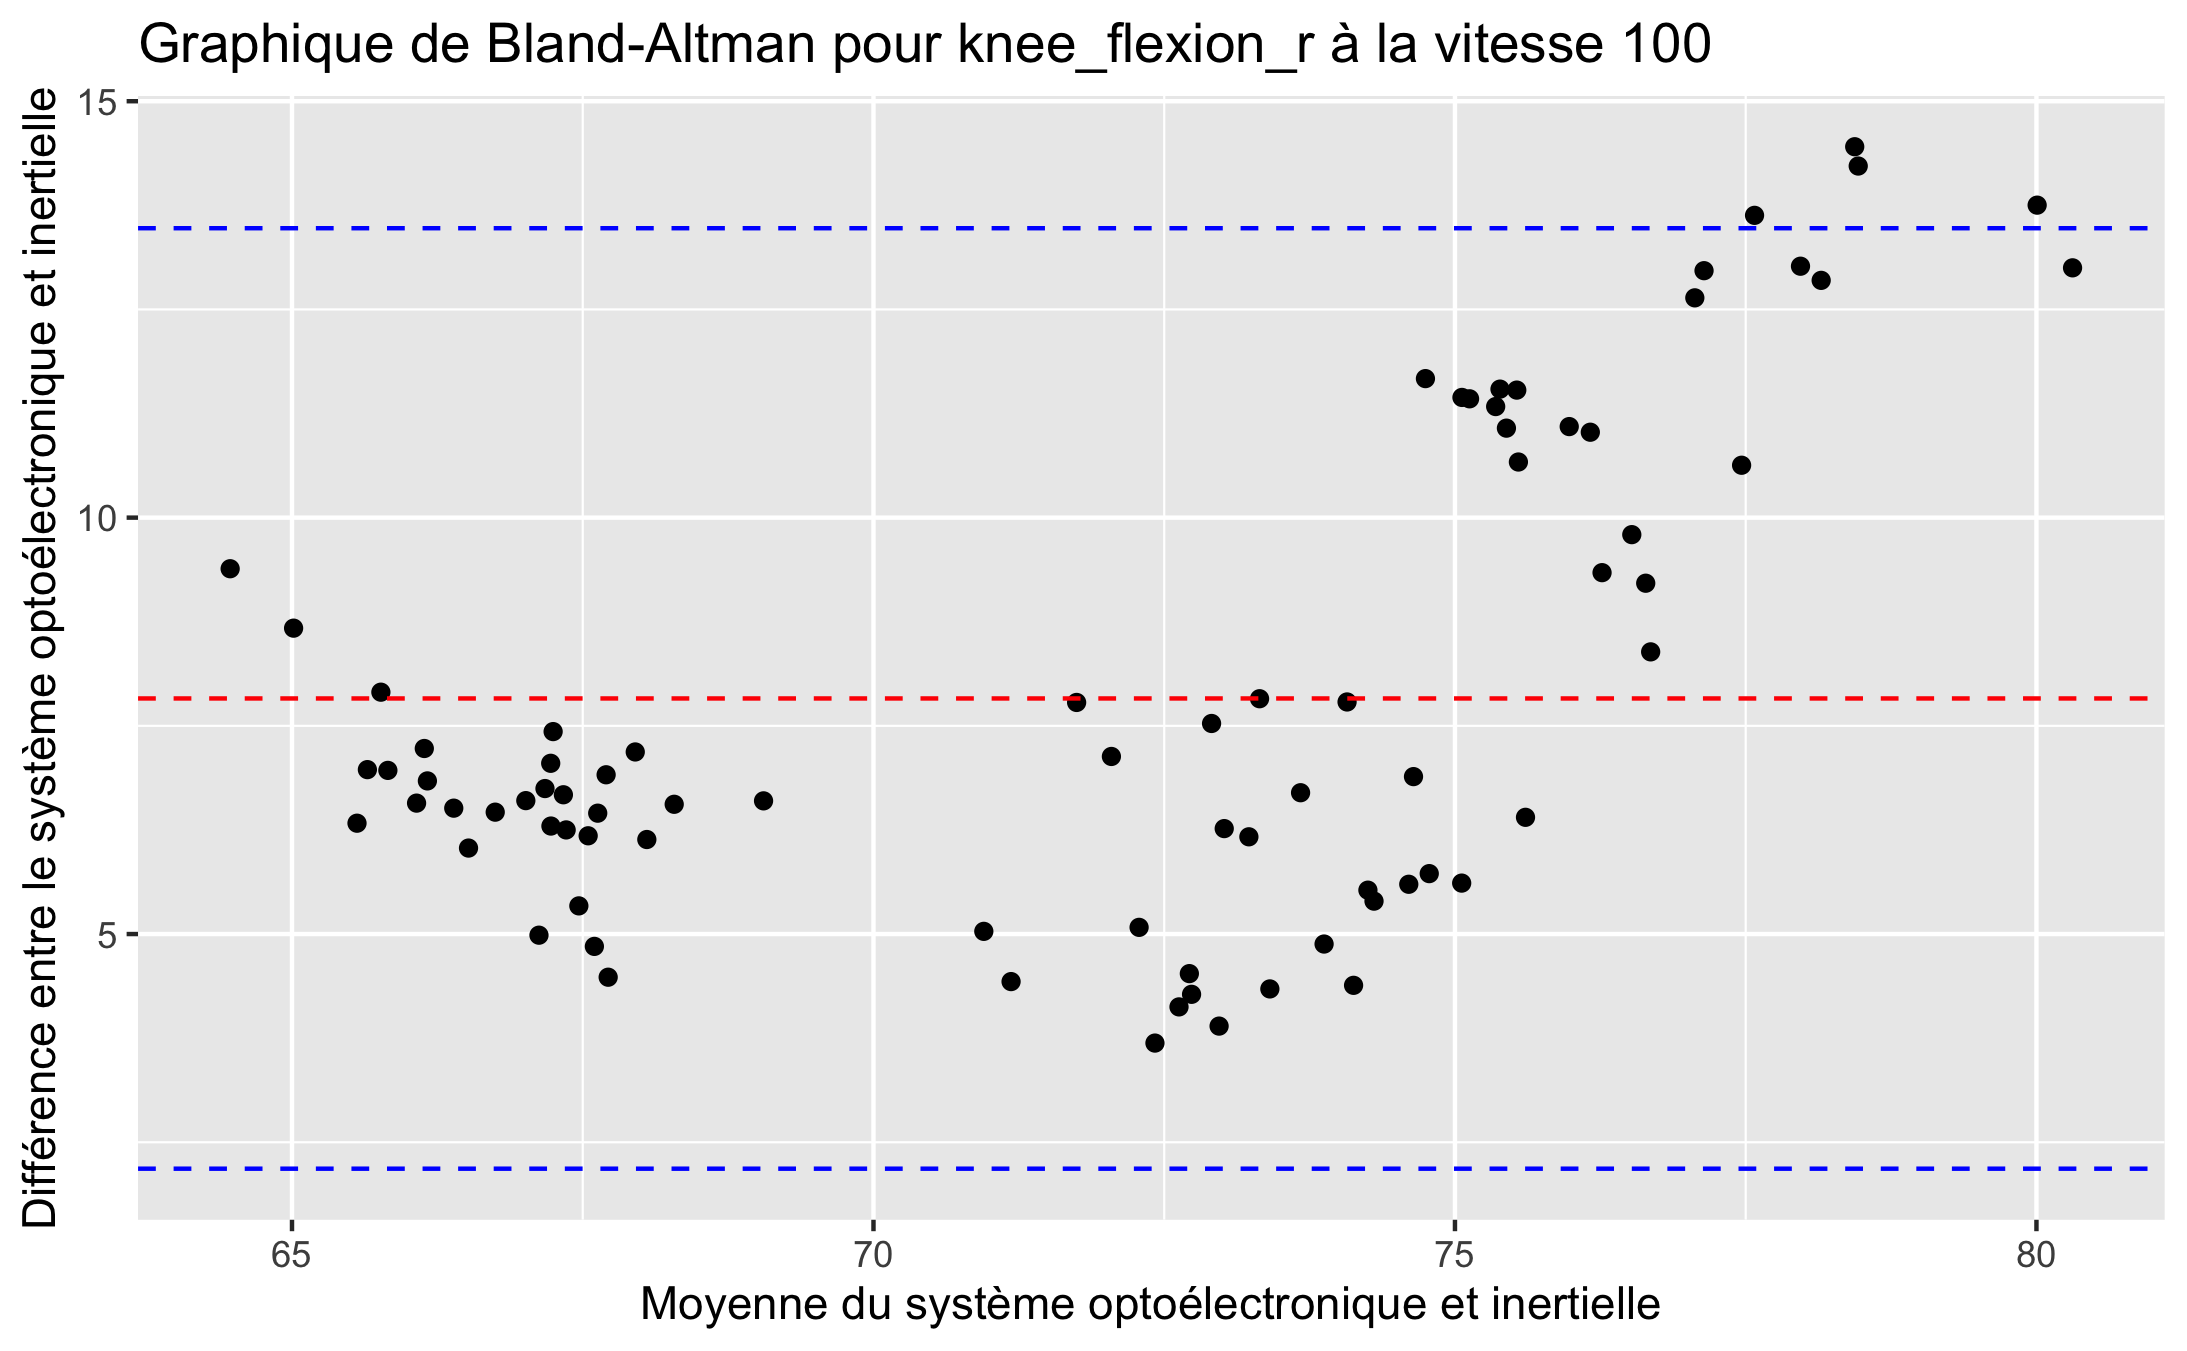 Graphique de Bland-Altman pour knee_flexion_r à la vitesse 100
Différence entre le système optoélectronique et inertielle
15
10
5
65
70
75
80
Moyenne du système optoélectronique et inertielle